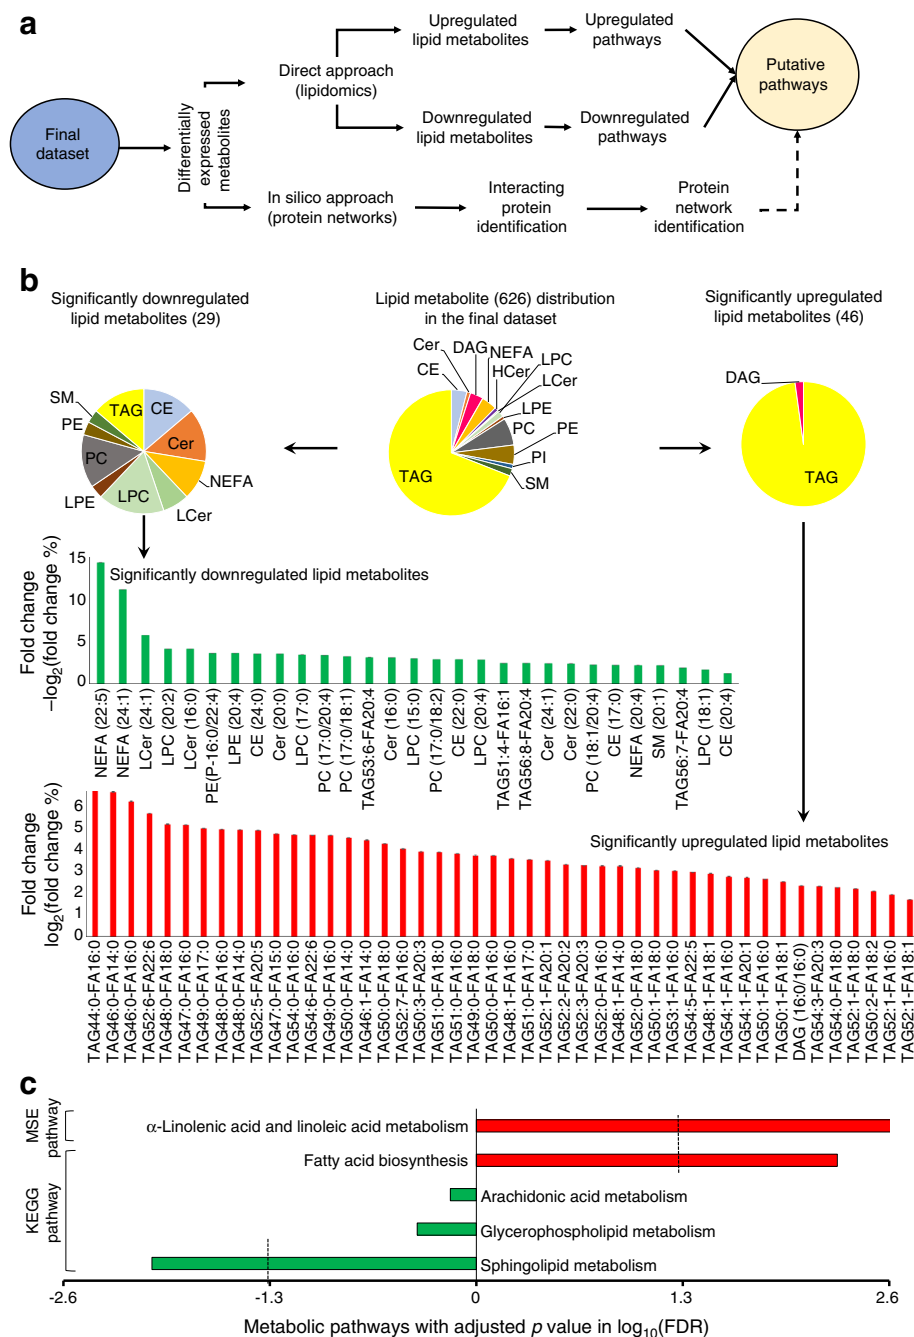 a
Final
dataset
Differentially
expressed
metabolites
Direct approach
(lipidomics)
Upregulated
lipid metabolites
Upregulated
pathways
Downregulated
lipid metabolites
Downregulated
pathways
Putative
pathways
In silico approach
(protein networks)
Interacting
protein
identification
Protein
network
identification
b
Significantly downregulated
lipid metabolites (29)
Lipid metabolite (626) distribution
in the final dataset
Significantly upregulated
lipid metabolites (46)
TAG
CE
Cer
NEFA
LCer
LPC
LPE
PC
PE
SM
Cer
DAG
NEFA
CE
HCer
LPC
LCer
LPE
PC
PE
PI
SM
TAG
DAG
TAG
Fold change
–log2(fold change %)
15
10
5
0
Significantly downregulated lipid metabolites
NEFA (22:5)
NEFA (24:1)
LCer (24:1)
LPC (20:2)
LCer (16:0)
PE(P-16:0/22:4)
LPE (20:4)
CE (24:0)
Cer (20:0)
LPC (17:0)
PC (17:0/20:4)
PC (17:0/18:1)
TAG53:6-FA20:4
Cer (16:0)
LPC (15:0)
PC (17:0/18:2)
CE (22:0)
LPC (20:4)
TAG51:4-FA16:1
TAG56:8-FA20:4
Cer (24:1)
Cer (22:0)
PC (18:1/20:4)
CE (17:0)
NEFA (20:4)
SM (20:1)
TAG56:7-FA20:4
LPC (18:1)
CE (20:4)
Fold change
log2(fold change %)
6
5
4
3
2
1
0
Significantly upregulated lipid metabolites
TAG44:0-FA16:0
TAG46:0-FA14:0
TAG46:0-FA16:0
TAG52:6-FA22:6
TAG48:0-FA18:0
TAG47:0-FA16:0
TAG49:0-FA17:0
TAG48:0-FA16:0
TAG48:0-FA14:0
TAG52:5-FA20:5
TAG47:0-FA15:0
TAG54:0-FA16:0
TAG54:6-FA22:6
TAG49:0-FA16:0
TAG50:0-FA14:0
TAG46:1-FA14:0
TAG50:0-FA18:0
TAG52:7-FA16:0
TAG50:3-FA20:3
TAG51:0-FA18:0
TAG51:0-FA16:0
TAG49:0-FA18:0
TAG50:0-FA16:0
TAG48:1-FA16:0
TAG51:0-FA17:0
TAG52:1-FA20:1
TAG52:2-FA20:2
TAG52:3-FA20:3
TAG52:0-FA16:0
TAG48:1-FA14:0
TAG52:0-FA18:0
TAG50:1-FA18:0
TAG53:1-FA16:0
TAG54:5-FA22:5
TAG48:1-FA18:1
TAG50:1-FA16:0
TAG54:1-FA20:1
TAG54:1-FA16:0
TAG50:1-FA18:1
DAG (16:0/16:0)
TAG54:3-FA20:3
TAG54:0-FA18:0
TAG52:1-FA18:0
TAG50:2-FA18:2
TAG52:1-FA16:0
TAG52:1-FA18:1
c
MSE
pathway
KEGG
pathway
α-Linolenic acid and linoleic acid metabolism
Fatty acid biosynthesis
Arachidonic acid metabolism
Glycerophospholipid metabolism
Sphingolipid metabolism
-2.6
-1.3
0
1.3
2.6
Metabolic pathways with adjusted p value in log10(FDR)